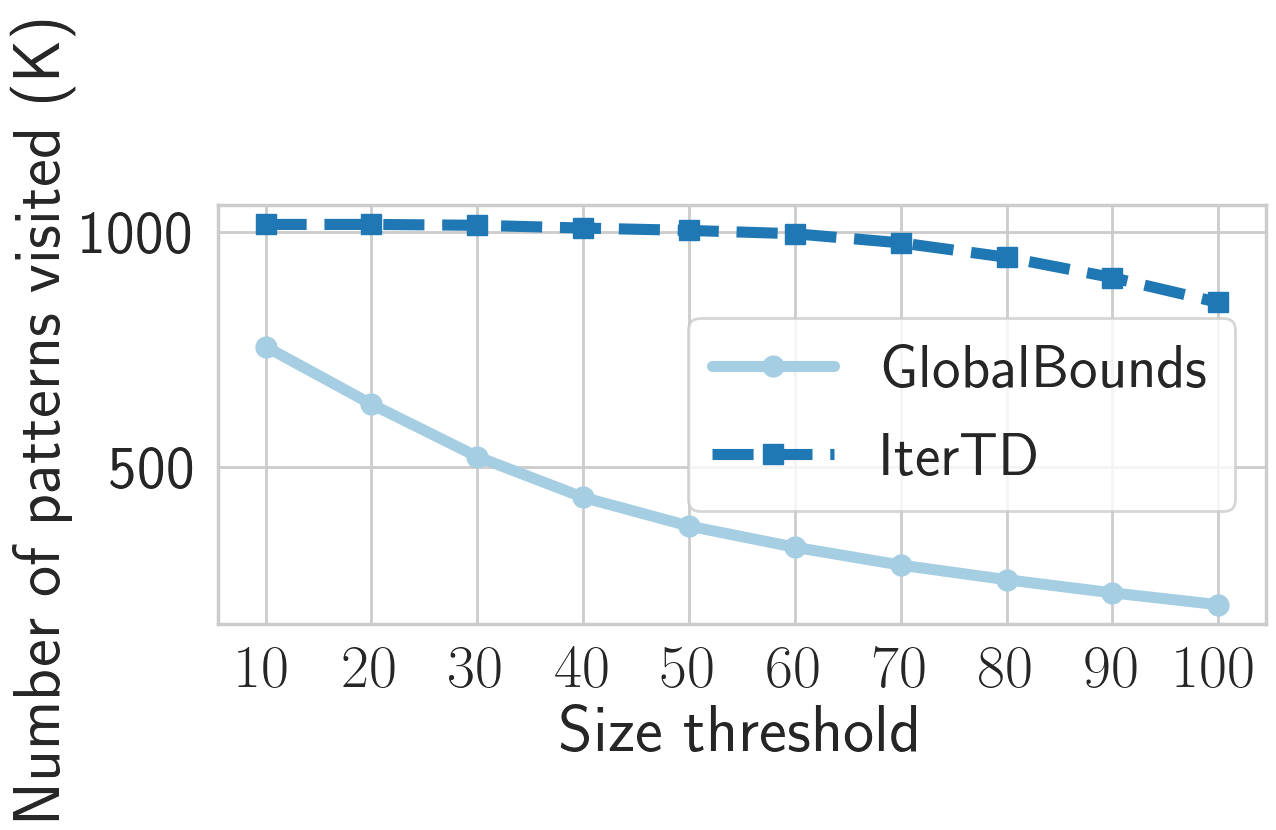 Number of patterns visited (K)
1000
500
GlobalBounds
IterTD
10 20 30 40 50 60 70 80 90 100
Size threshold